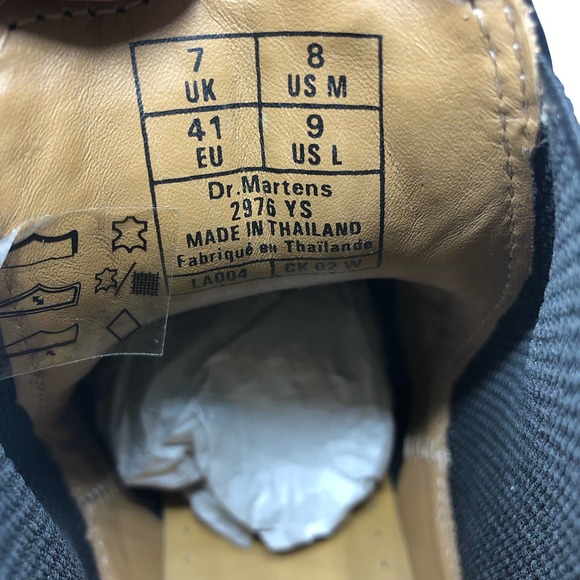 7 8
UK US M
41 9
EU US L
Dr.Martens
2976 YS
MADE IN THAILAND
Fabriqué en Thaïlande
LA004 CK 02 W